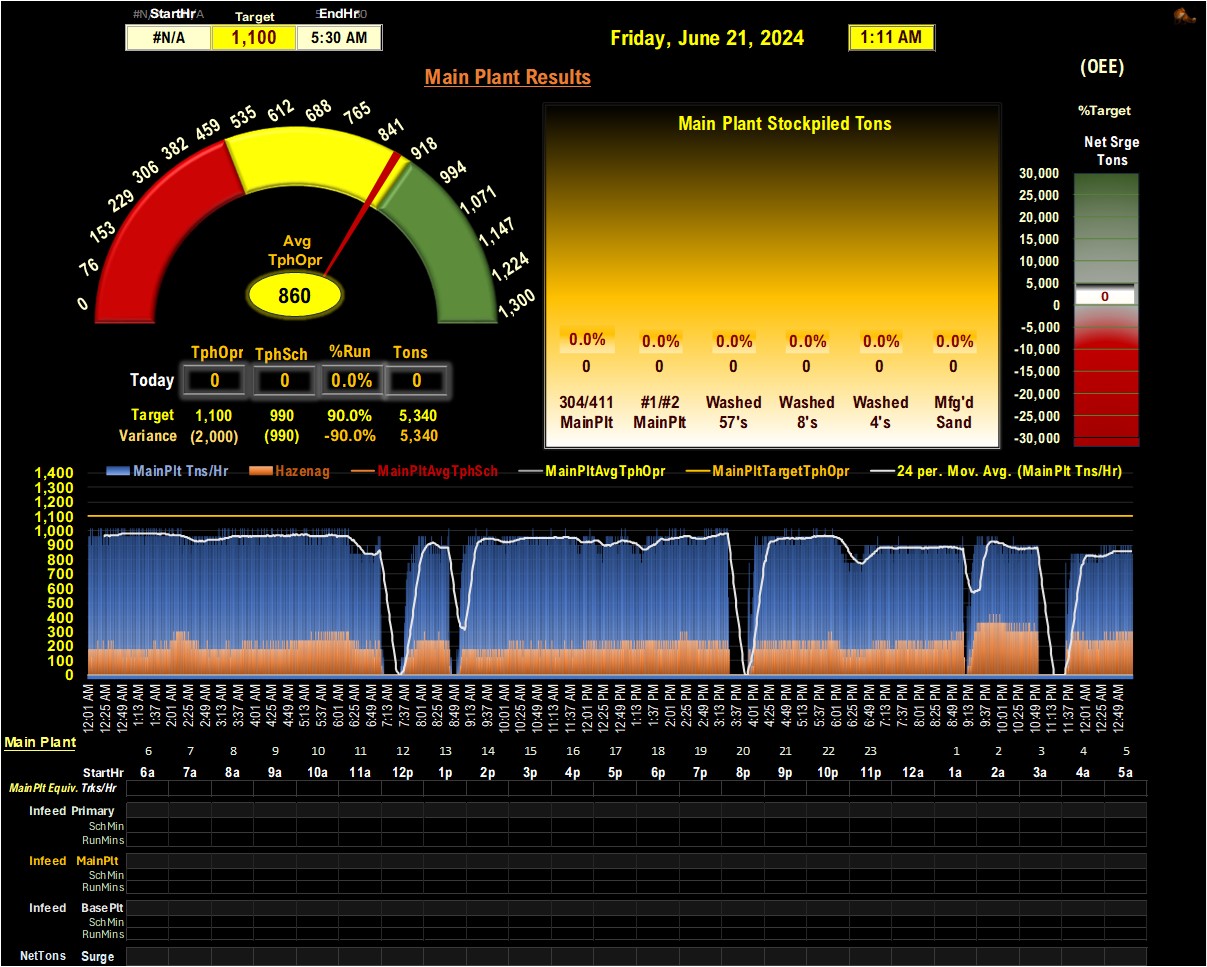 StartHr Target EndHr
#N/A 1,100 5:30 AM
Friday, June 21, 2024 1:11 AM
(OEE)
Main Plant Results
%Target
Net Srge
Tons
0 76 153 229 306 382 459 535 612 688 765 841 918 994 1,071 1,147 1,224 1,300
Avg
TphOpr
860
Main Plant Stockpiled Tons
0.0% 0.0% 0.0% 0.0% 0.0% 0.0%
0 0 0 0 0 0
304/411 #1/#2 Washed Washed Washed Mfg'd
MainPlt MainPlt 57's 8's 4's Sand
30,000
25,000
20,000
15,000
10,000
5,000
0
0
-5,000
-10,000
-15,000
-20,000
-25,000
-30,000
TphOpr TphSch %Run Tons
Today 0 0 0.0% 0
Target 1,100 990 90.0% 5,340
Variance (2,000) (990) -90.0% 5,340
MainPlt Tns/Hr Hazenag MainPltAvgTphSch MainPltAvgTphOpr MainPltTargetTphOpr 24 per. Mov. Avg. (MainPlt Tns/Hr)
1,400
1,300
1,200
1,100
1,000
900
800
700
600
500
400
300
200
100
0
12:01 AM 12:25 AM 12:49 AM 1:13 AM 1:37 AM 2:01 AM 2:25 AM 2:49 AM 3:13 AM 3:37 AM 4:01 AM 4:25 AM 4:49 AM 5:13 AM 5:37 AM 6:01 AM 6:25 AM 6:49 AM 7:13 AM 7:37 AM 8:01 AM 8:25 AM 8:49 AM 9:13 AM 9:37 AM 10:01 AM 10:25 AM 10:49 AM 11:13 AM 11:37 AM 12:01 PM 12:25 PM 12:49 PM 1:13 PM 1:37 PM 2:01 PM 2:25 PM 2:49 PM 3:13 PM 3:37 PM 4:01 PM 4:25 PM 4:49 PM 5:13 PM 5:37 PM 6:01 PM 6:25 PM 6:49 PM 7:13 PM 7:37 PM 8:01 PM 8:25 PM 8:49 PM 9:13 PM 9:37 PM 10:01 PM 10:25 PM 10:49 PM 11:13 PM 11:37 PM 12:01 AM 12:25 AM 12:49 AM
Main Plant
6 7 8 9 10 11 12 13 14 15 16 17 18 19 20 21 22 23 1 2 3 4 5
StartHr 6a 7a 8a 9a 10a 11a 12p 1p 2p 3p 4p 5p 6p 7p 8p 9p 10p 11p 12a 1a 2a 3a 4a 5a
MainPlt Equiv. Trks/Hr
Infeed Primary
SchMin
RunMins
Infeed MainPlt
SchMin
RunMins
Infeed BasePlt
SchMin
RunMins
NetTons Surge